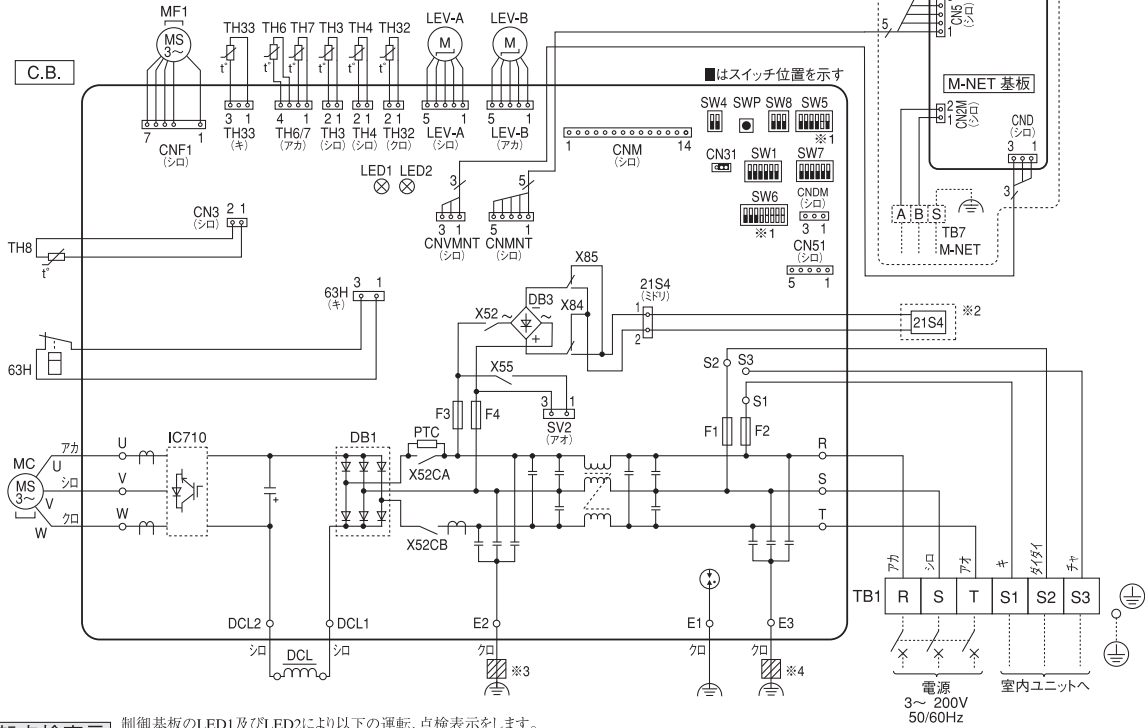 MF1
MS
3～
TH33 TH6 TH7 TH3 TH4 TH32
t° t° t° t° t°
LEV-A LEV-B
M M
5
CN5
(シロ)
1
C.B.
■はスイッチ位置を示す
M-NET 基板
2
1
CN2M
(シロ)
CND
(シロ)
3 1
3
A B S
TB7
M-NET
7 1
CNF1
(シロ)
3 1
TH33
(キ)
4 1
TH6/7
(アカ)
2 1
TH3
(シロ)
2 1
TH4
(シロ)
2 1
TH32
(クロ)
5 1
LEV-A
(シロ)
5 1
LEV-B
(アカ)
1 14
CNM
(シロ)
SW4 SWP SW8 SW5
※1
CN31 SW1 SW7
SW6
※1
CNDM
(シロ)
3 1
CN51
(シロ)
5 1
LED1 LED2
3
3 1
CNVMNT
(シロ)
5
5 1
CNMNT
(シロ)
CN3
(シロ)
2 1
TH8
t°
63H
(キ)
3 1
63H
X85
DB3
X84
X52
～ － ～
+
21S4
(ミドリ)
1
2
21S4
※2
X55
3 1
SV2
(アオ)
F3 F4
S2 S3
S1
F1 F2
MC
MS
3～
アカ
U
シロ
V
クロ
W
U
V
W
IC710
+
DB1
PTC
X52CA
X52CB
R
S
T
DCL2 DCL1
シロ シロ
DCL
E2
クロ
※3
E1
クロ
E3
クロ
※4
アカ シロ アオ キ ダイダイ チャ
TB1 R S T S1 S2 S3
電源
3～ 200V
50/60Hz
室内ユニットへ
制御基板のLED1及びLED2により以下の運転、点検表示をします。